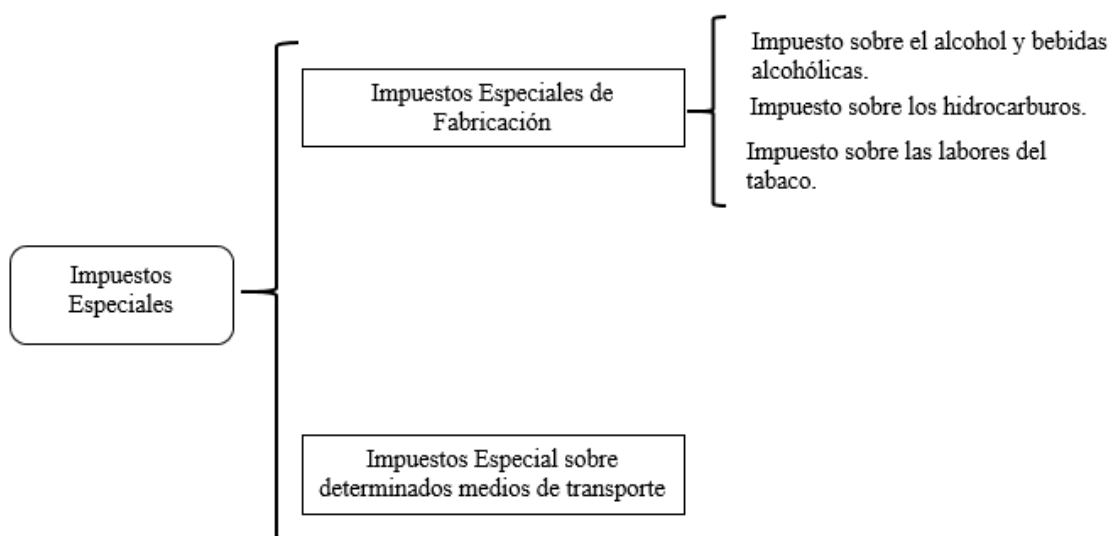 Impuestos
Especiales
Impuestos Especiales de
Fabricación
Impuesto sobre el alcohol y bebidas
alcohólicas.
Impuesto sobre los hidrocarburos.
Impuesto sobre las labores del
tabaco.
Impuestos Especial sobre
determinados medios de transporte